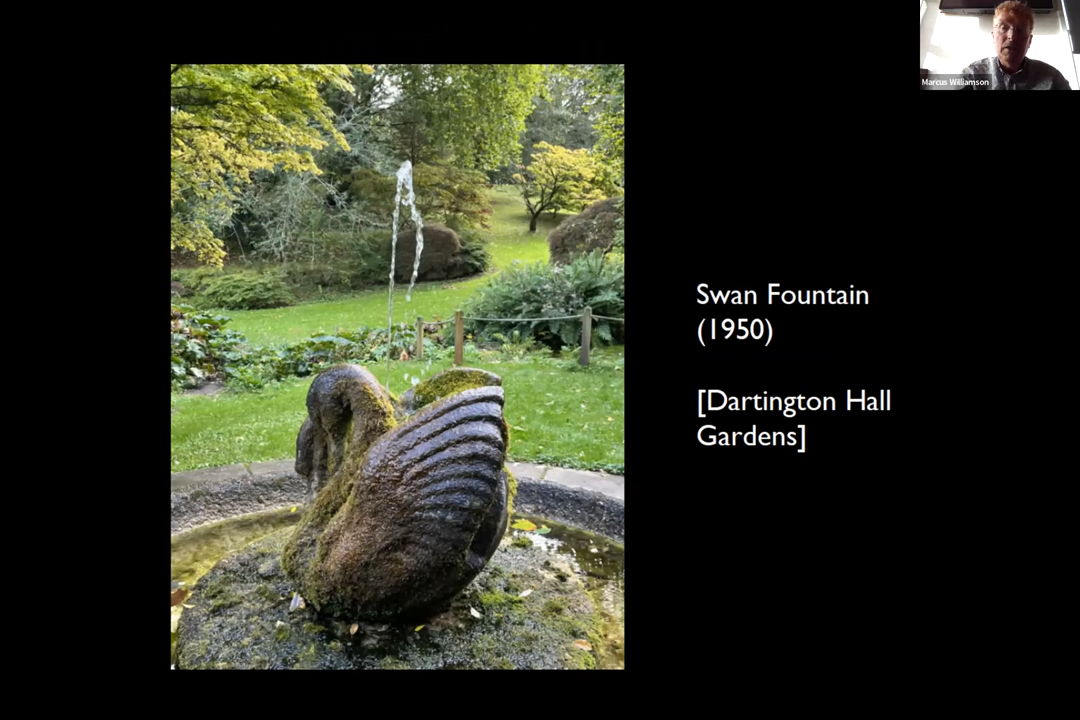 Marcus Williamson
Swan Fountain
(1950)
[Dartington Hall
Gardens]